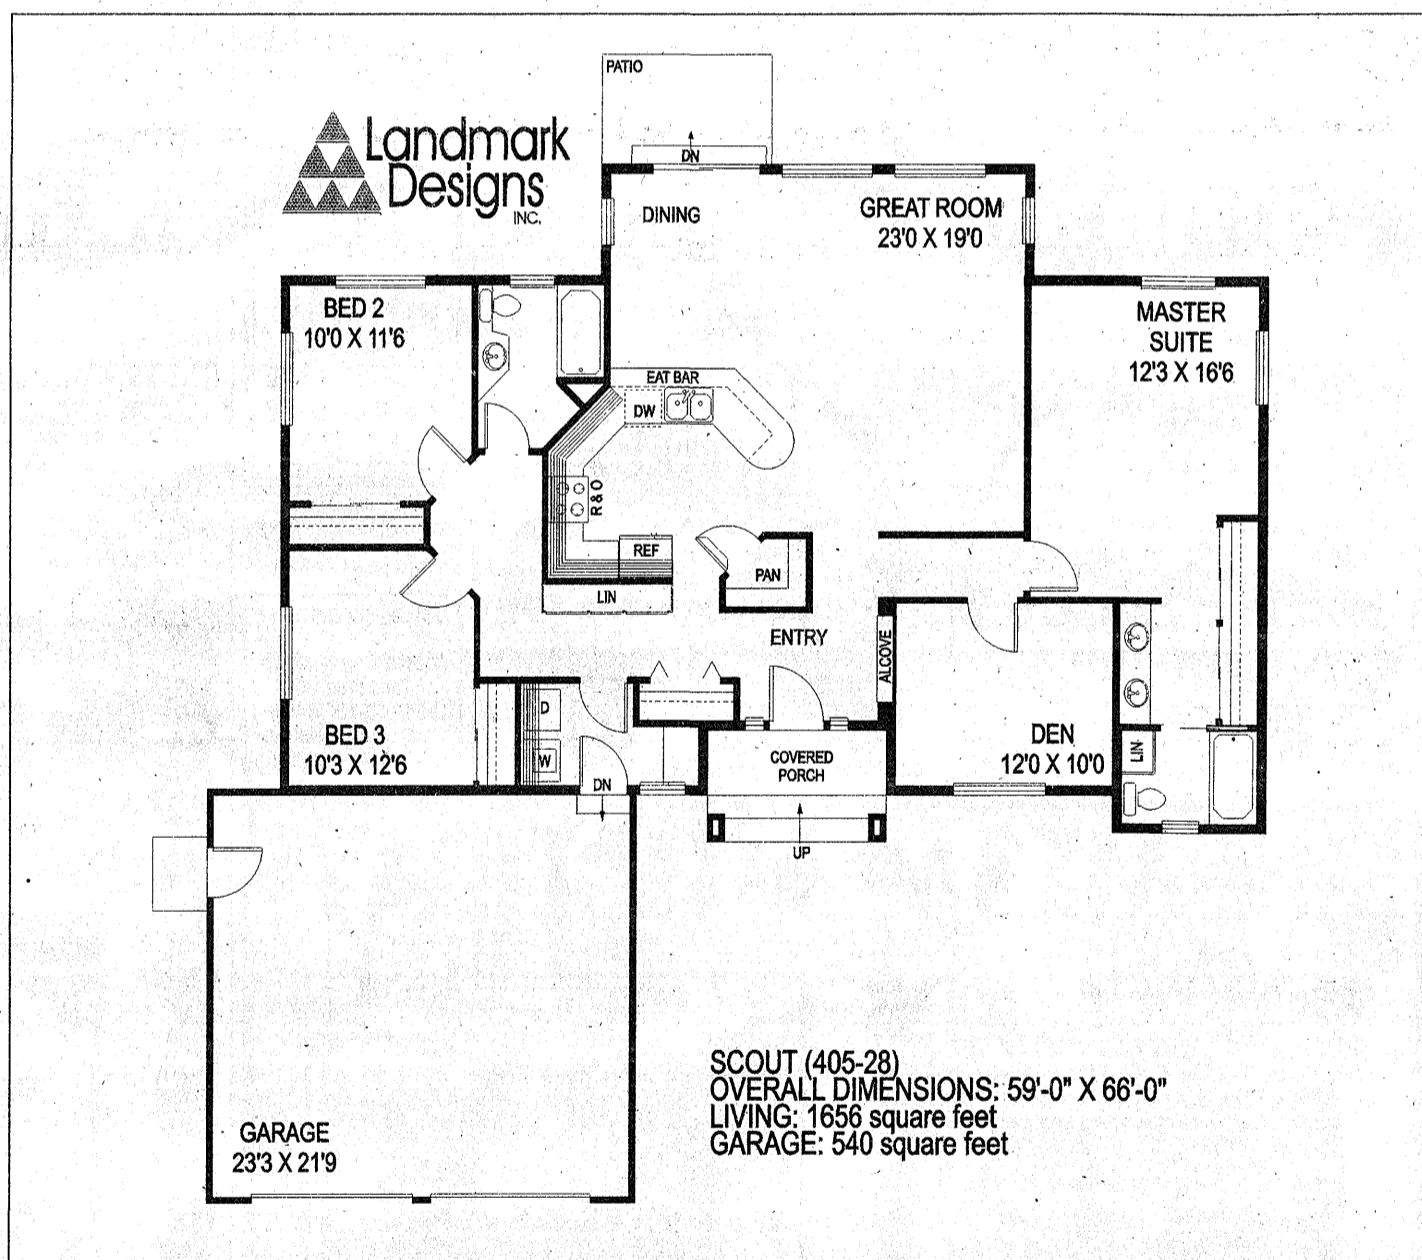 PATIO
Landmark
Designs
INC.
DN
DINING
GREAT ROOM
23'0 X 19'0
BED 2
10'0 X 11'6
MASTER
SUITE
12'3 X 16'6
EAT BAR
DW
R & O
REF
PAN
LIN
ENTRY
ALCOVE
D
W
BED 3
10'3 X 12'6
DN
COVERED
PORCH
DEN
12'0 X 10'0
LIN
UP
GARAGE
23'3 X 21'9
SCOUT (405-28)
OVERALL DIMENSIONS: 59'-0" X 66'-0"
LIVING: 1656 square feet
GARAGE: 540 square feet